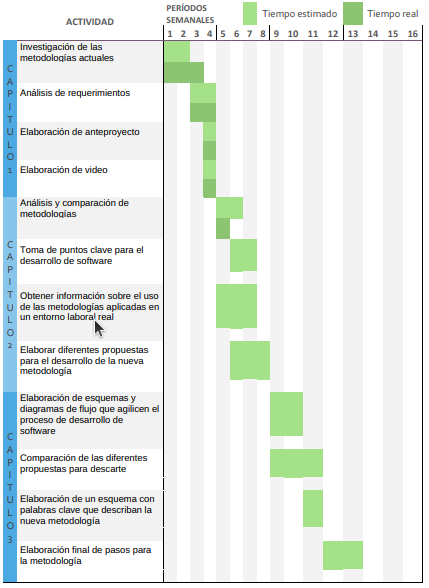 ACTIVIDAD
PERÍODOS
SEMANALES
Tiempo estimado
Tiempo real
1 2 3 4 5 6 7 8 9 10 11 12 13 14 15 16
CAPITULO 1
Investigación de las
metodologías actuales
Análisis de requerimientos
Elaboración de anteproyecto
Elaboración de video
CAPITULO 2
Análisis y comparación de
metodologías
Toma de puntos clave para el
desarrollo de software
Obtener información sobre el uso
de las metodologías aplicadas en
un entorno laboral real
Elaborar diferentes propuestas
para el desarrollo de la nueva
metodología
CAPITULO 3
Elaboración de esquemas y
diagramas de flujo que agilicen el
proceso de desarrollo de
software
Comparación de las diferentes
propuestas para descarte
Elaboración de un esquema con
palabras clave que describan la
nueva metodología
Elaboración final de pasos para
la metodología